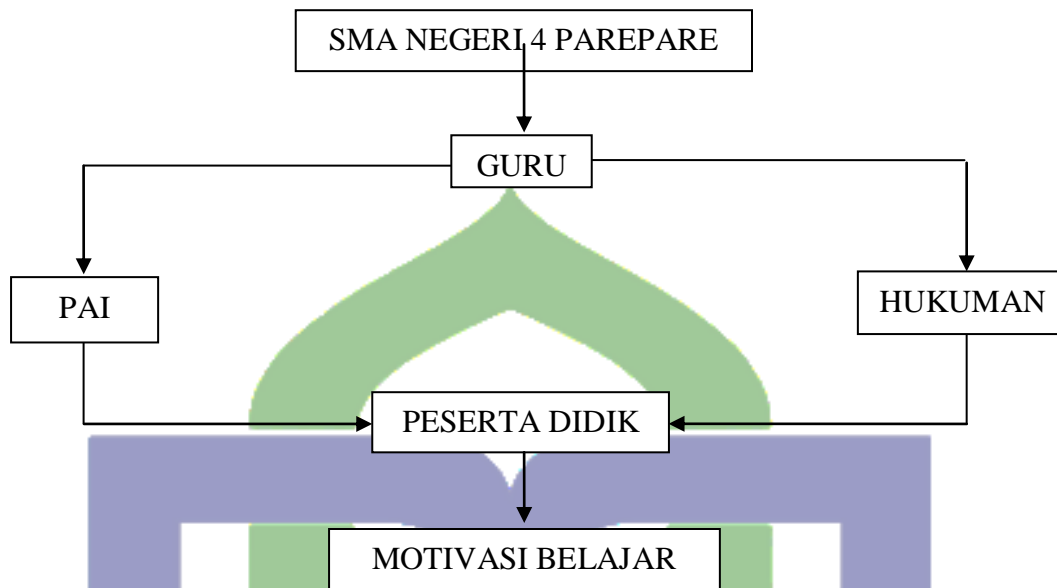 SMA NEGERI 4 PAREPARE
GURU
PAI
HUKUMAN
PESERTA DIDIK
MOTIVASI BELAJAR